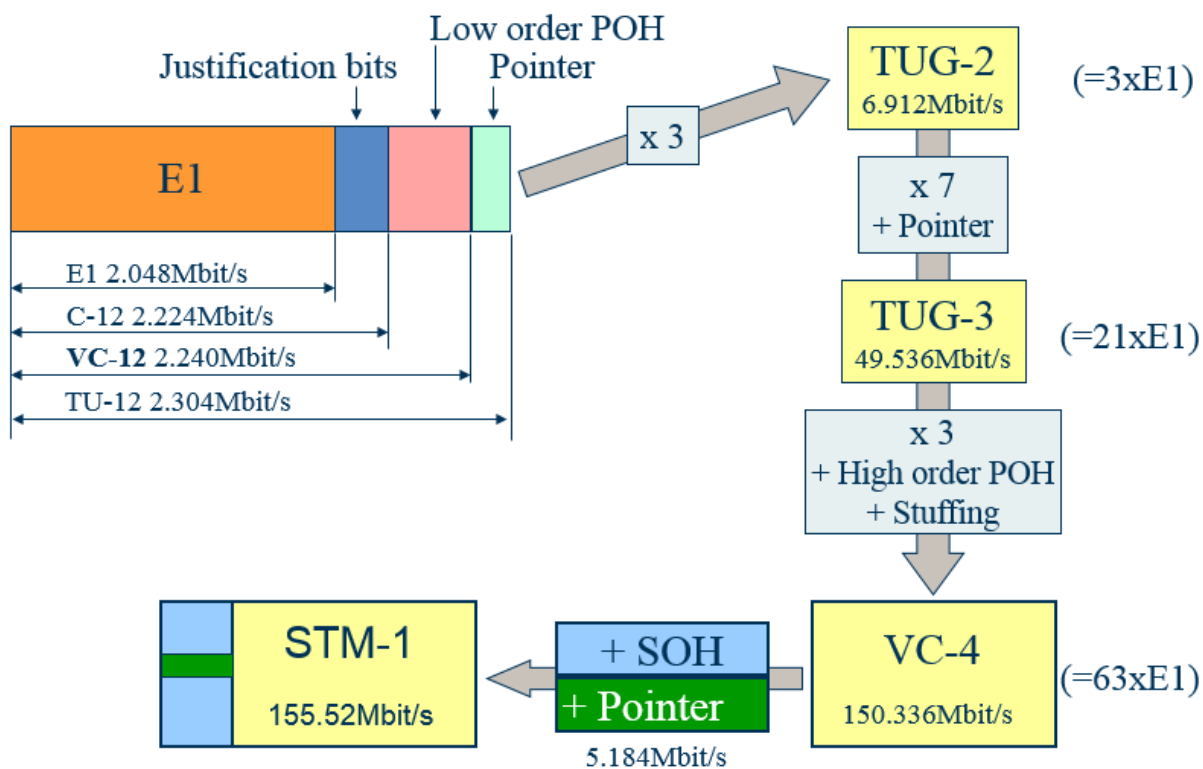 Low order POH
Justification bits
Pointer
E1
E1 2.048Mbit/s
C-12 2.224Mbit/s
VC-12 2.240Mbit/s
TU-12 2.304Mbit/s
x 3
TUG-2
6.912Mbit/s
(=3xE1)
x 7
+ Pointer
TUG-3
49.536Mbit/s
(=21xE1)
x 3
+ High order POH
+ Stuffing
VC-4
150.336Mbit/s
(=63xE1)
+ SOH
+ Pointer
5.184Mbit/s
STM-1
155.52Mbit/s